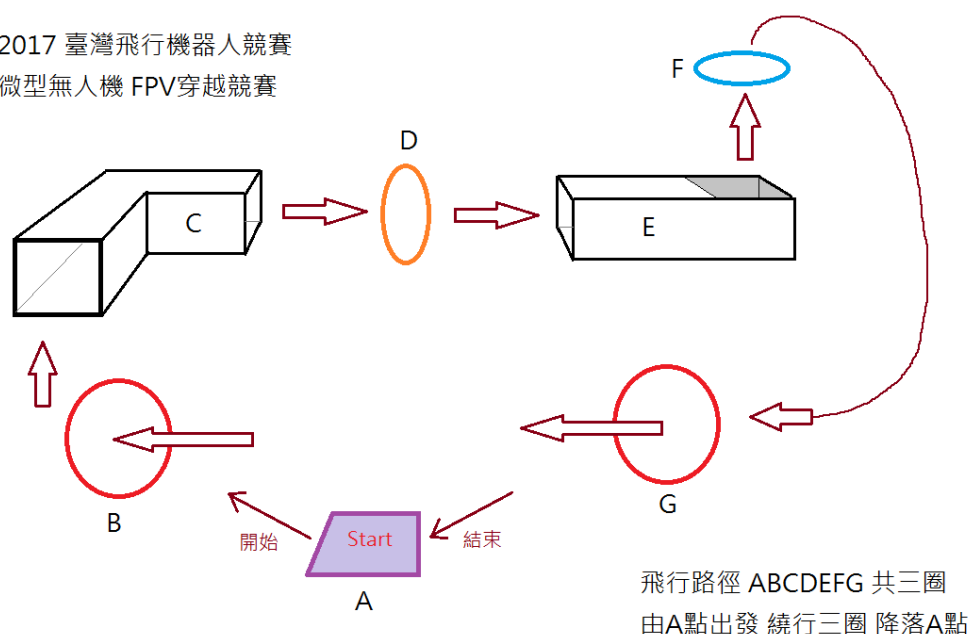 2017 臺灣飛行機器人競賽
微型無人機 FPV穿越競賽
F
D
C
E
B
G
開始
Start
結束
A
飛行路徑 ABCDEFG 共三圈
由A點出發 繞行三圈 降落A點